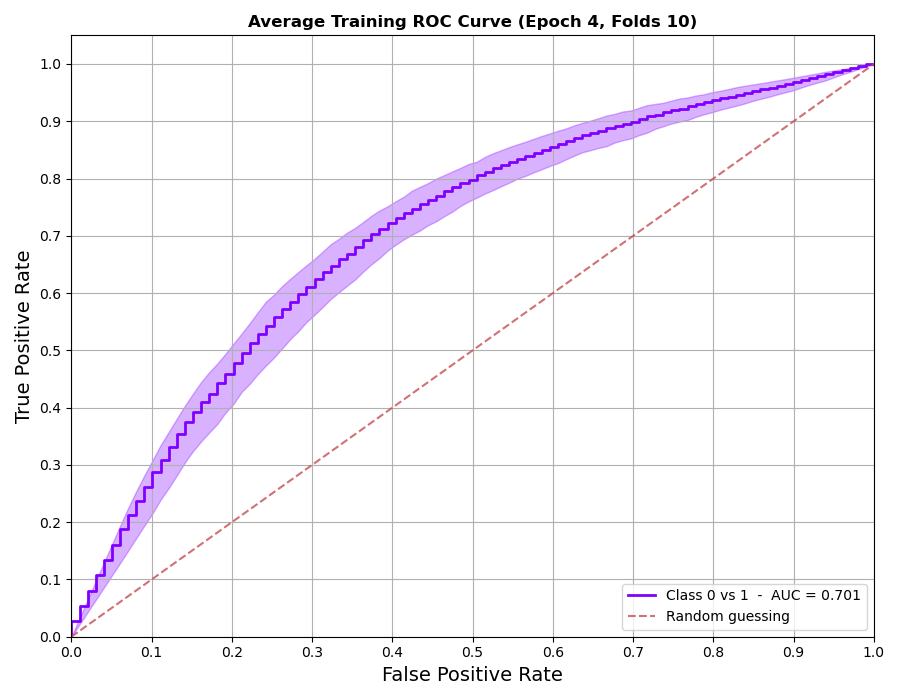 Average Training ROC Curve (Epoch 4, Folds 10)
True Positive Rate
1.0
0.9
0.8
0.7
0.6
0.5
0.4
0.3
0.2
0.1
0.0
Class 0 vs 1 - AUC = 0.701
Random guessing
0.0 0.1 0.2 0.3 0.4 0.5 0.6 0.7 0.8 0.9 1.0
False Positive Rate